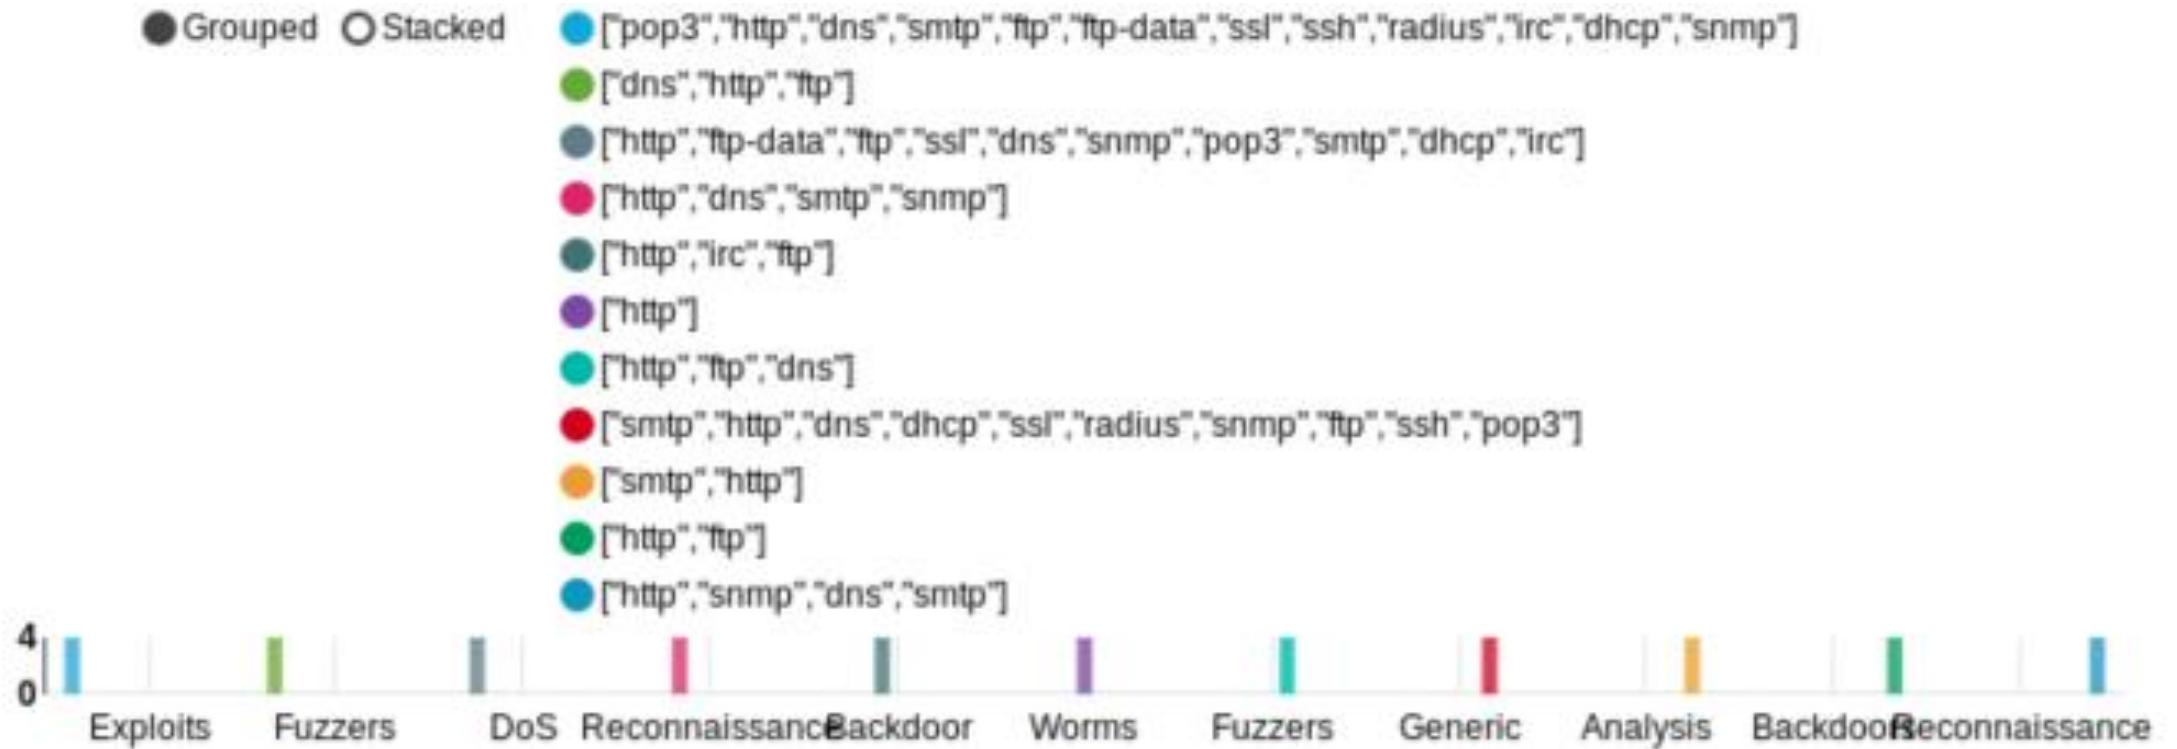 Grouped Stacked ["pop3","http","dns","smtp","ftp","ftp-data","ssl","ssh","radius","irc","dhcp","snmp"]
["dns","http","ftp"]
["http","ftp-data","ftp","ssl","dns","snmp","pop3","smtp","dhcp","irc"]
["http","dns","smtp","snmp"]
["http","irc","ftp"]
["http"]
["http","ftp","dns"]
["smtp","http","dns","dhcp","ssl","radius","snmp","ftp","ssh","pop3"]
["smtp","http"]
["http","ftp"]
["http","snmp","dns","smtp"]
4
0
Exploits Fuzzers DoS Reconnaissance Backdoor Worms Fuzzers Generic Analysis Backdoors Reconnaissance